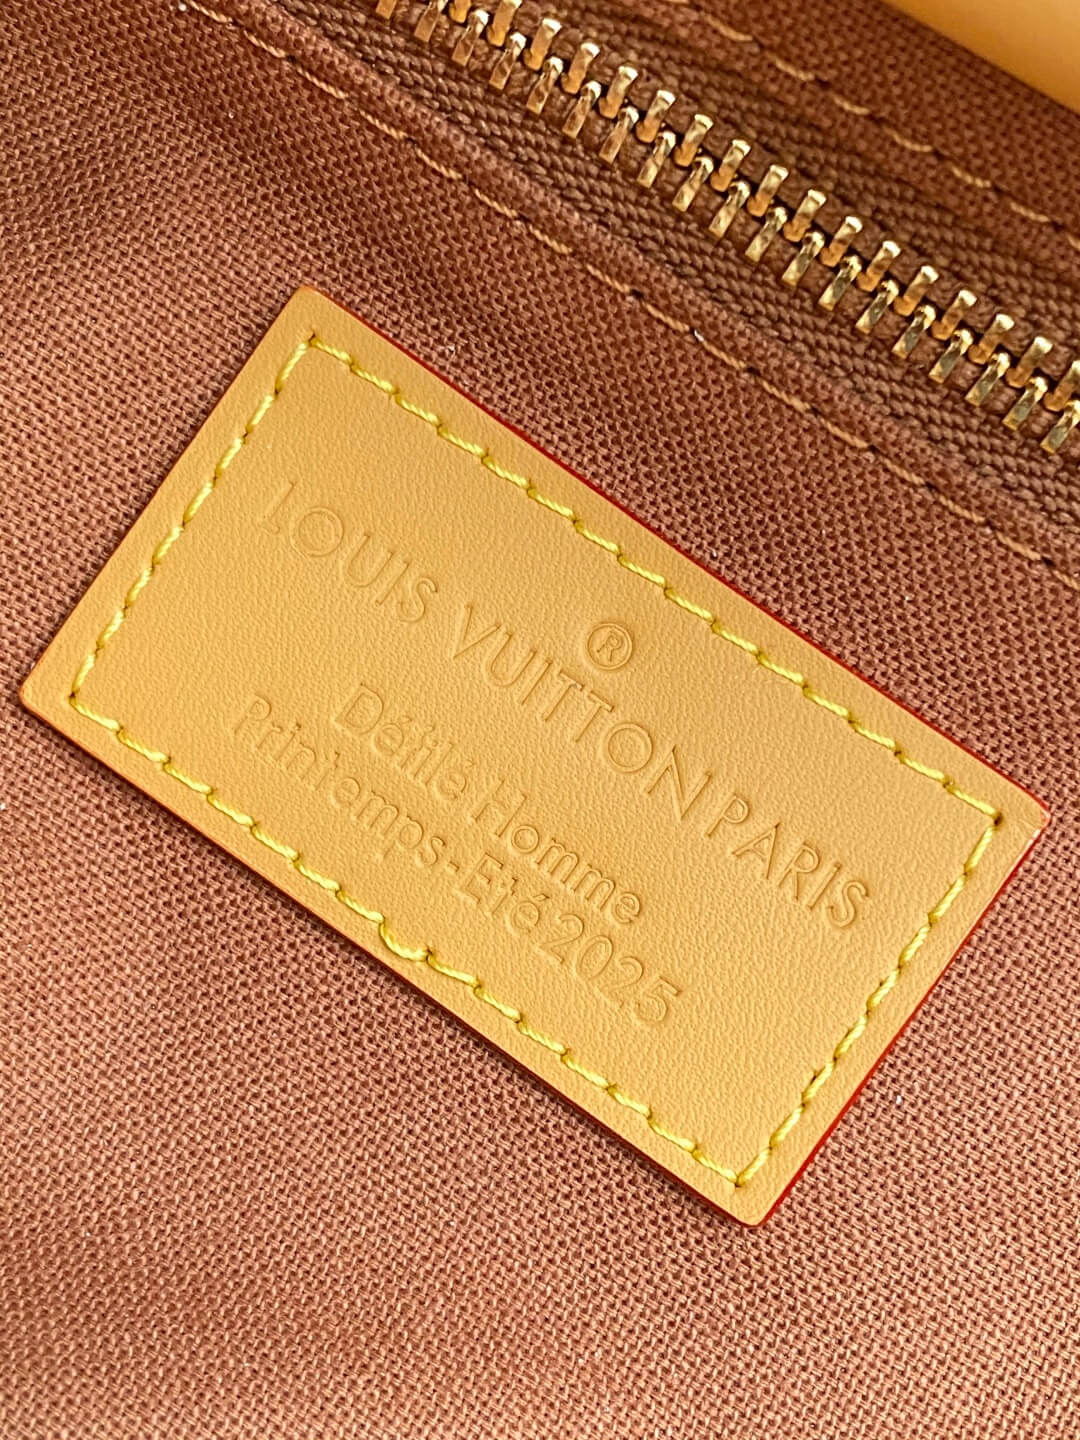 ®
LOUIS VUITTON PARIS
Défilé Homme
Printemps-Eté 2025